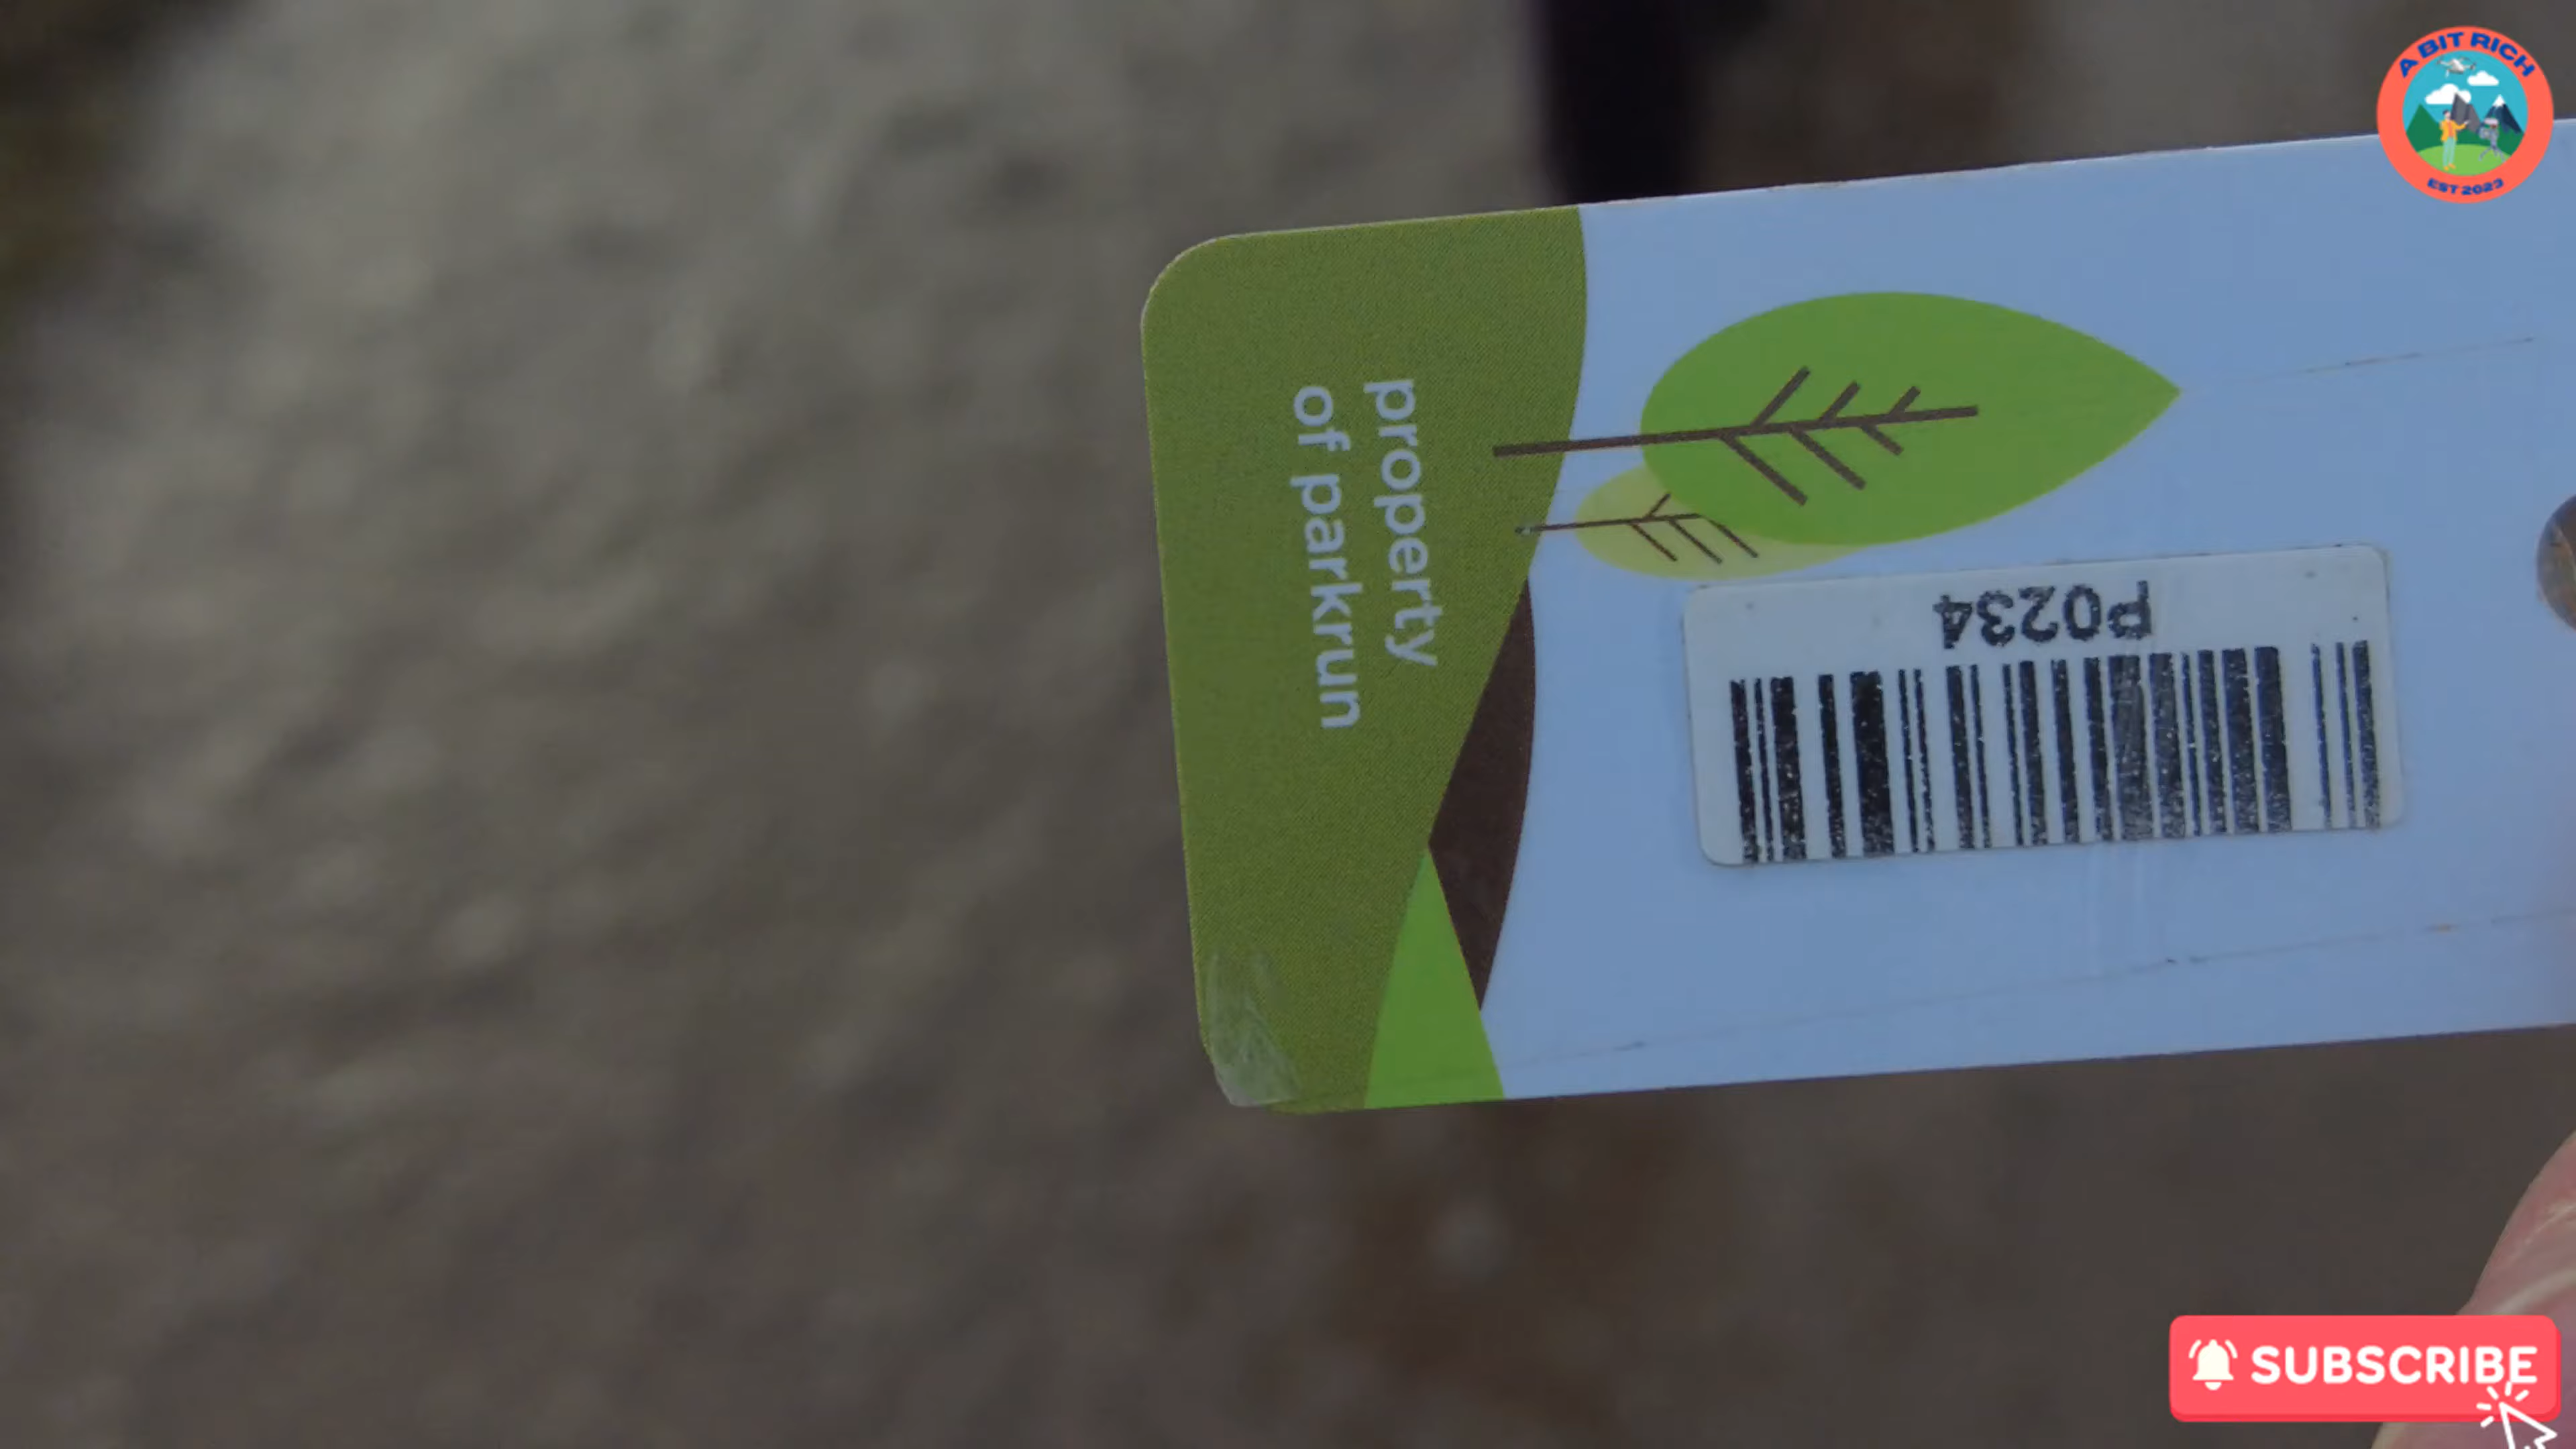 A BIT RICH
EST 2023
property
of parkrun
P0234
SUBSCRIBE